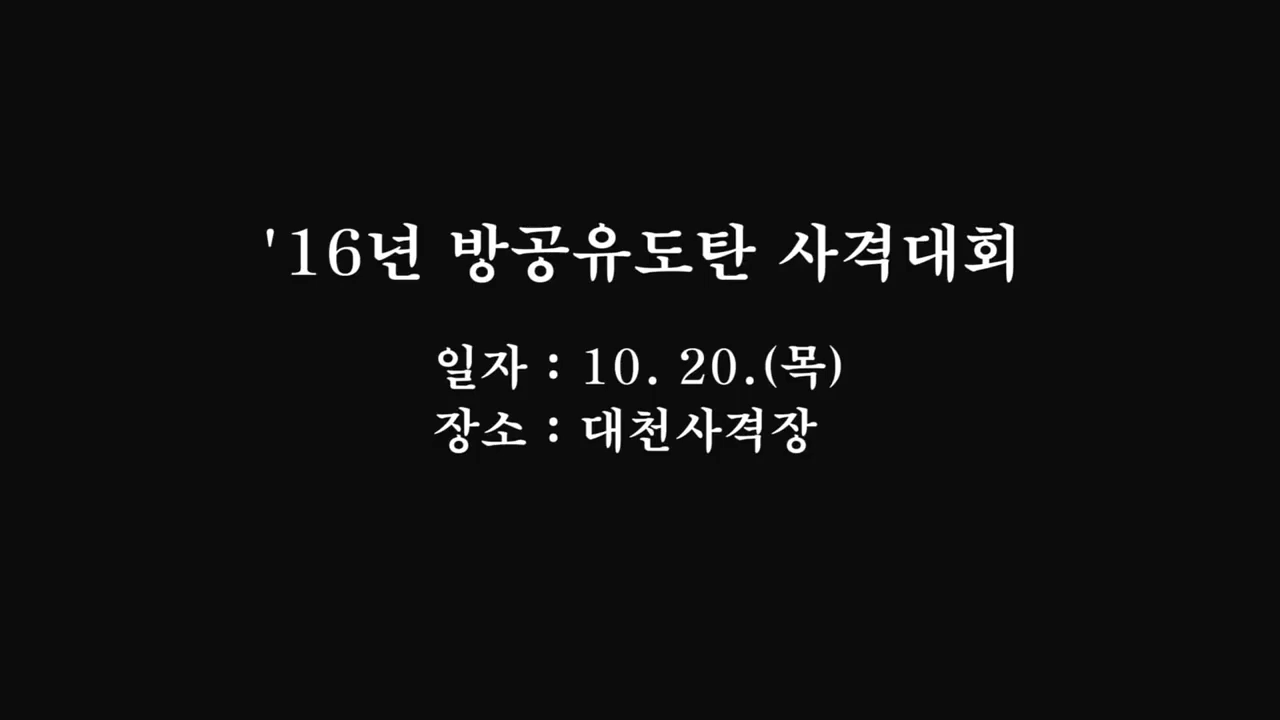 '16년 방공유도탄 사격대회
일자 : 10. 20.(목)
장소 : 대천사격장